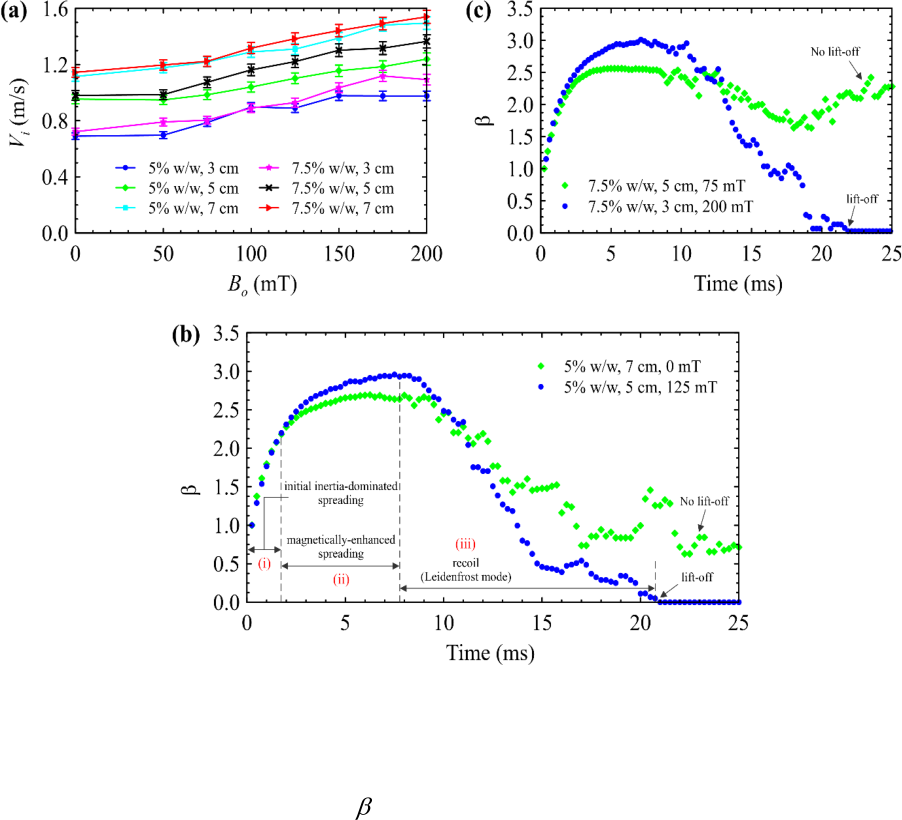 (a)
1.6
1.2
0.8
0.4
0.0
V_i (m/s)
5% w/w, 3 cm
5% w/w, 5 cm
5% w/w, 7 cm
7.5% w/w, 3 cm
7.5% w/w, 5 cm
7.5% w/w, 7 cm
0 50 100 150 200
B_o (mT)
(c)
3.5
3.0
2.5
2.0
1.5
1.0
0.5
0.0
β
No lift-off
7.5% w/w, 5 cm, 75 mT
7.5% w/w, 3 cm, 200 mT
lift-off
0 5 10 15 20 25
Time (ms)
(b)
3.5
3.0
2.5
2.0
1.5
1.0
0.5
0.0
β
5% w/w, 7 cm, 0 mT
5% w/w, 5 cm, 125 mT
initial inertia-dominated
spreading
No lift-off
magnetically-enhanced
spreading
(iii)
recoil
(Leidenfrost mode)
(i)
(ii)
lift-off
0 5 10 15 20 25
Time (ms)
β